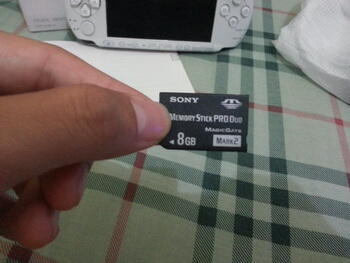 SONY
MEMORY STICK PRO DUO
MAGICGATE
8GB
MARK2